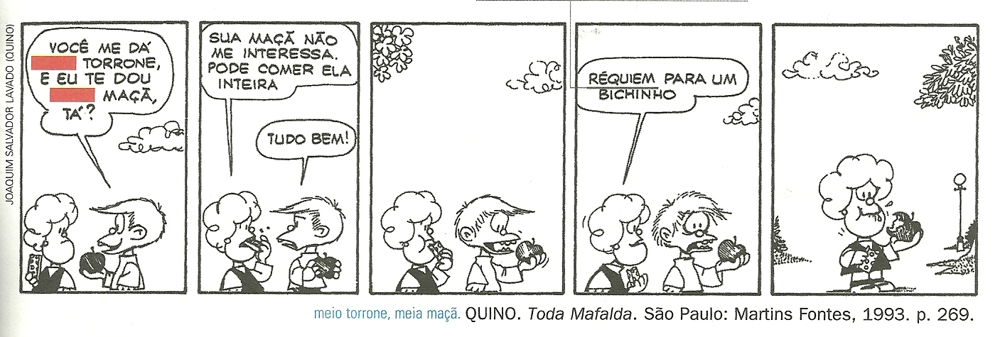 JOAQUIM SALVADOR LAVADO (QUINO)
VOCÊ ME DÁ
TORRONE,
E EU TE DOU
MAÇÃ,
TÁ?
SUA MAÇÃ NÃO
ME INTERESSA.
PODE COMER ELA
INTEIRA
TUDO BEM!
RÉQUIEM PARA UM
BICHINHO
meio torrone, meia maçã. QUINO. Toda Mafalda. São Paulo: Martins Fontes, 1993. p. 269.